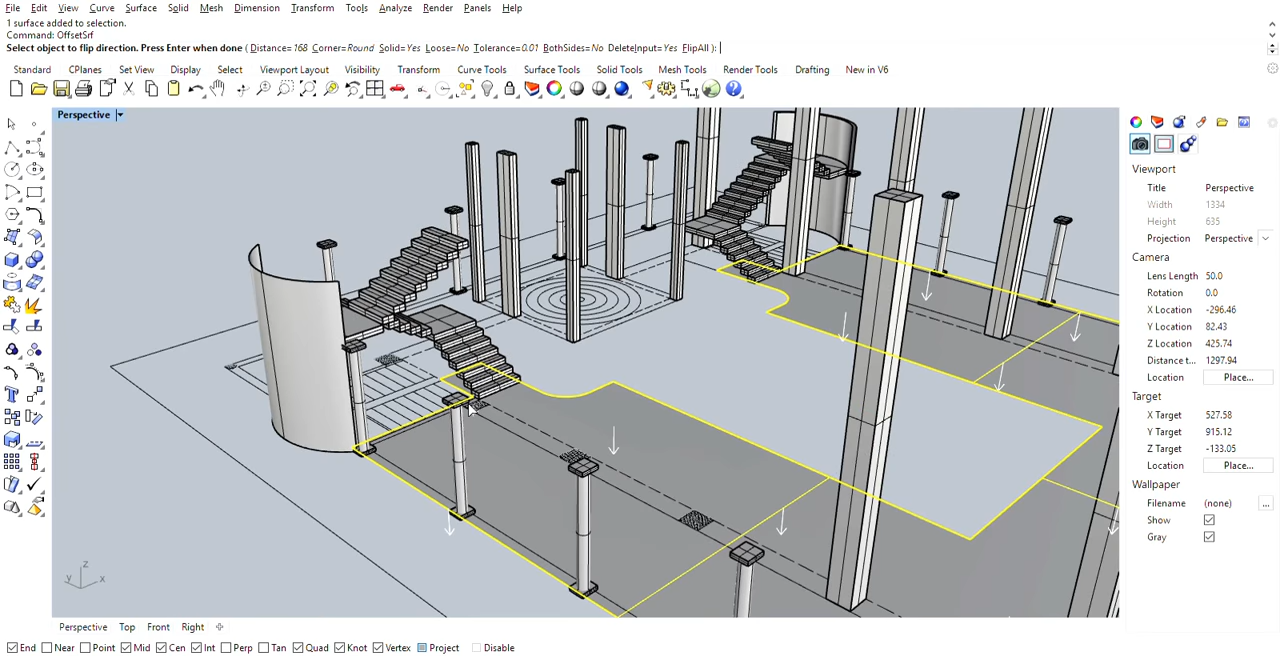 File Edit View Curve Surface Solid Mesh Dimension Transform Tools Analyze Render Panels Help
1 surface added to selection.
Command: OffsetSrf
Select object to flip direction. Press Enter when done ( Distance=168 Corner=Round Solid=Yes Loose=No Tolerance=0.01 BothSides=No DeleteInput=Yes FlipAll ):
Standard CPlanes Set View Display Select Viewport Layout Visibility Transform Curve Tools Surface Tools Solid Tools Mesh Tools Render Tools Drafting New in V6
Perspective
Viewport
Title Perspective
Width 1334
Height 635
Projection Perspective
Camera
Lens Length 50.0
Rotation 0.0
X Location -296.46
Y Location 82.43
Z Location 425.74
Distance t... 1297.94
Location Place...
Target
X Target 527.58
Y Target 915.12
Z Target -133.05
Location Place...
Wallpaper
Filename (none) ...
Show
Gray
z
y x
Perspective Top Front Right
End Near Point Mid Cen Int Perp Tan Quad Knot Vertex Project Disable